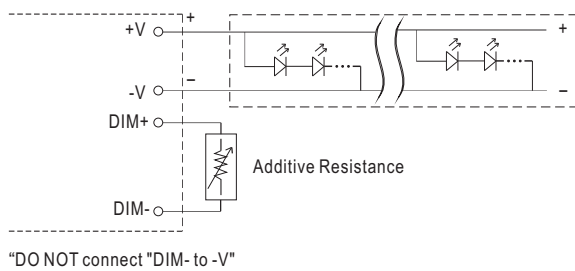 +V
+
+
-V
−
−
DIM+
Additive Resistance
DIM-
“DO NOT connect "DIM- to -V"